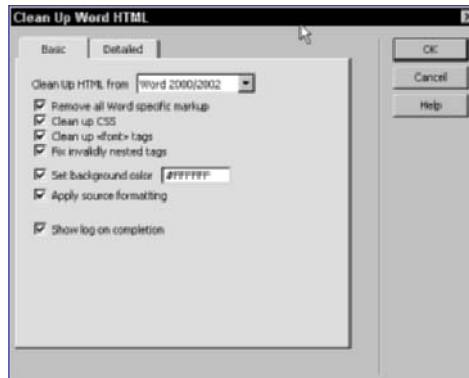 Clean Up Word HTML
Basic Detailed
Clean Up HTML from Word 2000/2002
Remove all Word specific markup
Clean up CSS
Clean up <font> tags
Fix invalidly nested tags
Set background color #FFFFFF
Apply source formatting
Show log on completion
OK
Cancel
Help